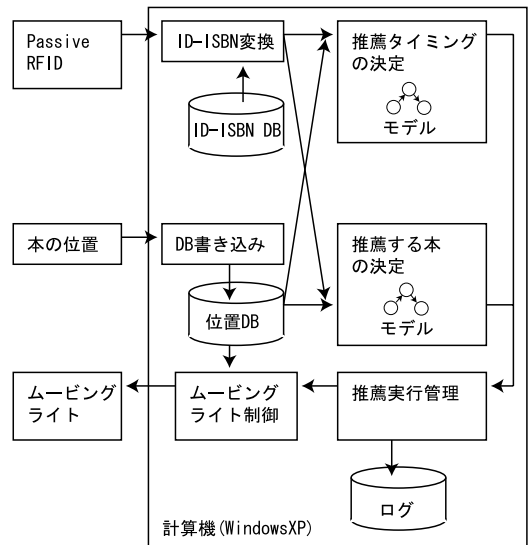 Passive
RFID
ID-ISBN変換
推薦タイミング
の決定
モデル
ID-ISBN DB
本の位置
DB書き込み
推薦する本
の決定
モデル
位置DB
ムービング
ライト
ムービング
ライト制御
推薦実行管理
ログ
計算機(WindowsXP)